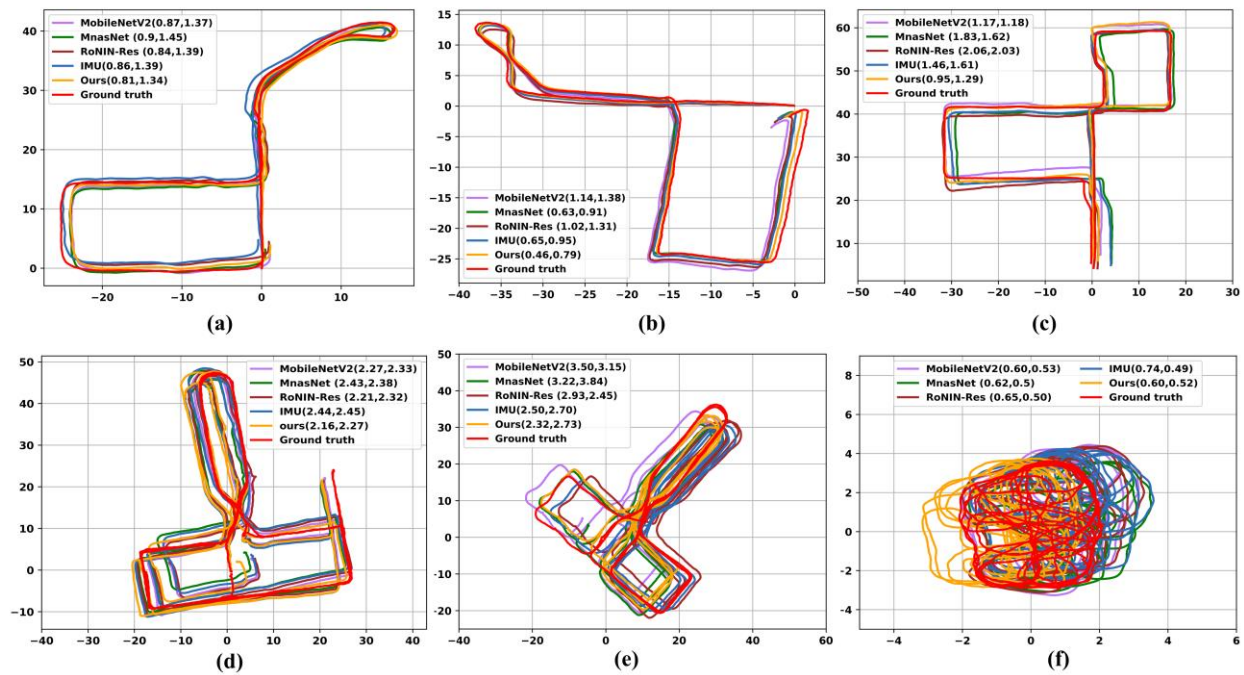 MobileNetV2(0.87,1.37)
MnasNet (0.9,1.45)
RoNIN-Res (0.84,1.39)
IMU (0.86,1.39)
Ours(0.81,1.34)
Ground truth
40
30
20
10
0
−20
−10
0
10
(a)
15
10
5
0
−5
−10
−15
−20
−25
MobileNetV2(1.14,1.38)
MnasNet (0.63,0.91)
RoNIN-Res (1.02,1.31)
IMU(0.65,0.95)
Ours(0.46,0.79)
Ground truth
−40
−35
−30
−25
−20
−15
−10
−5
0
(b)
MobileNetV2(1.17,1.18)
MnasNet (1.83,1.62)
RoNIN-Res (2.06,2.03)
IMU(1.46,1.61)
Ours(0.95,1.29)
Ground truth
60
50
40
30
20
10
−50
−40
−30
−20
−10
0
10
20
30
(c)
MobileNetV2(2.27,2.33)
MnasNet (2.43,2.38)
RoNIN-Res(2.21,2.32)
IMU (2.44,2.45)
ours(2.16,2.27)
Ground truth
50
40
30
20
10
0
−10
−40
−30
−20
−10
0
10
20
30
40
(d)
MobileNetV2(3.50,3.15)
MnasNet (3.22,3.84)
RoNIN-Res (2.93,2.45)
IMU(2.50,2.70)
Ours(2.32,2.73)
Ground truth
50
40
30
20
10
0
−10
−20
−40
−20
0
20
40
60
(e)
MobileNetV2(0.60,0.53)
MnasNet (0.62,0.5)
RoNIN-Res (0.65,0.50)
IMU(0.74,0.49)
Ours(0.60,0.52)
Ground truth
8
6
4
2
0
−2
−4
−4
−2
0
2
4
6
(f)